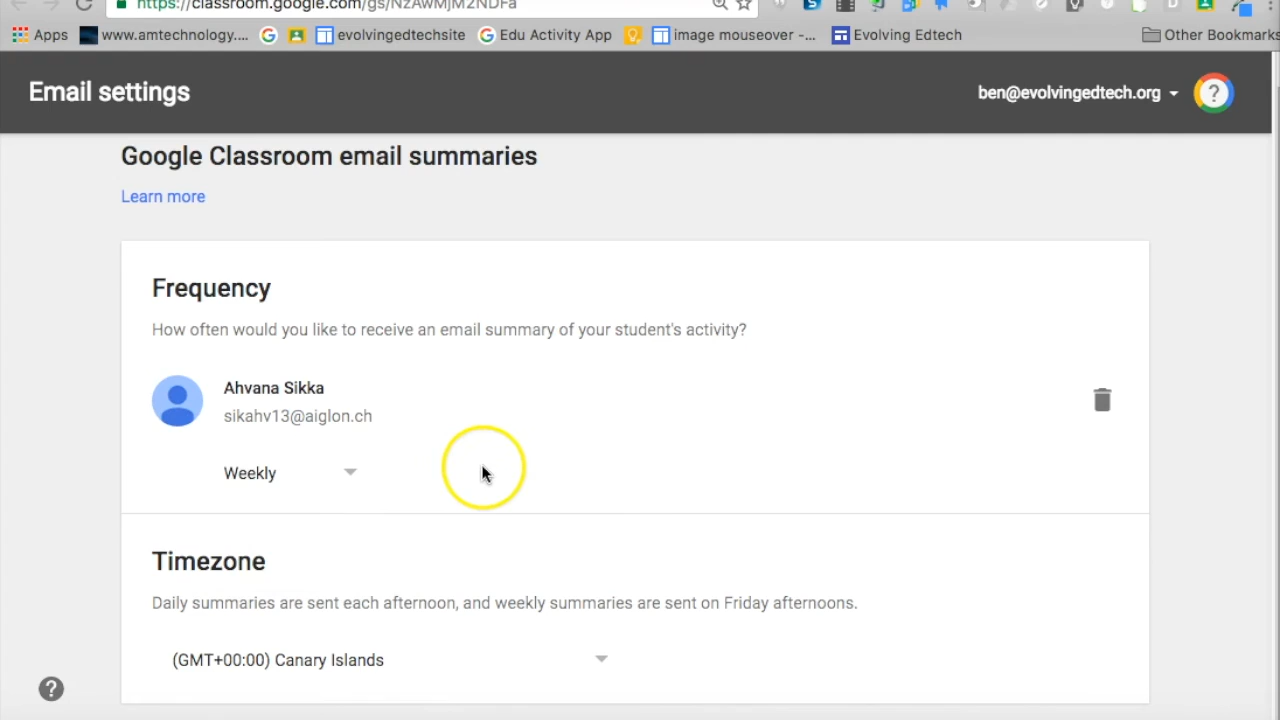 https://classroom.google.com/gs/NzAwMjM2NDFa
Apps www.amtechnology.... evolvingedtechsite Edu Activity App image mouseover -... Evolving Edtech Other Bookmarks
Email settings
ben@evolvingedtech.org
Google Classroom email summaries
Learn more
Frequency
How often would you like to receive an email summary of your student's activity?
Ahvana Sikka
sikahv13@aiglon.ch
Weekly
Timezone
Daily summaries are sent each afternoon, and weekly summaries are sent on Friday afternoons.
(GMT+00:00) Canary Islands